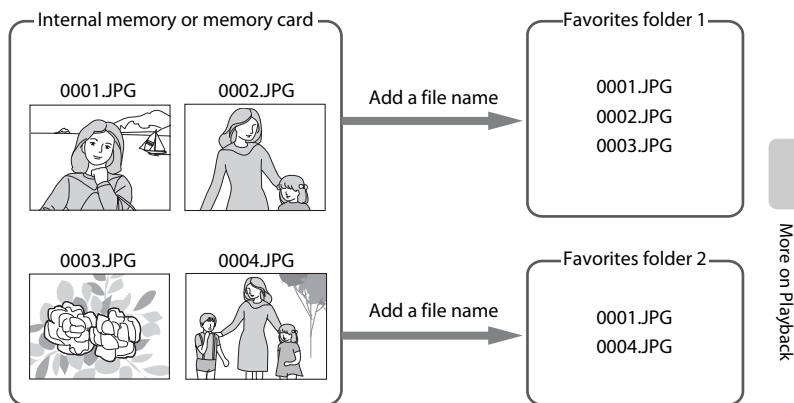 Internal memory or memory card
0001.JPG
0002.JPG
0003.JPG
0004.JPG
Add a file name
Favorites folder 1
0001.JPG
0002.JPG
0003.JPG
Add a file name
Favorites folder 2
0001.JPG
0004.JPG
More on Playback